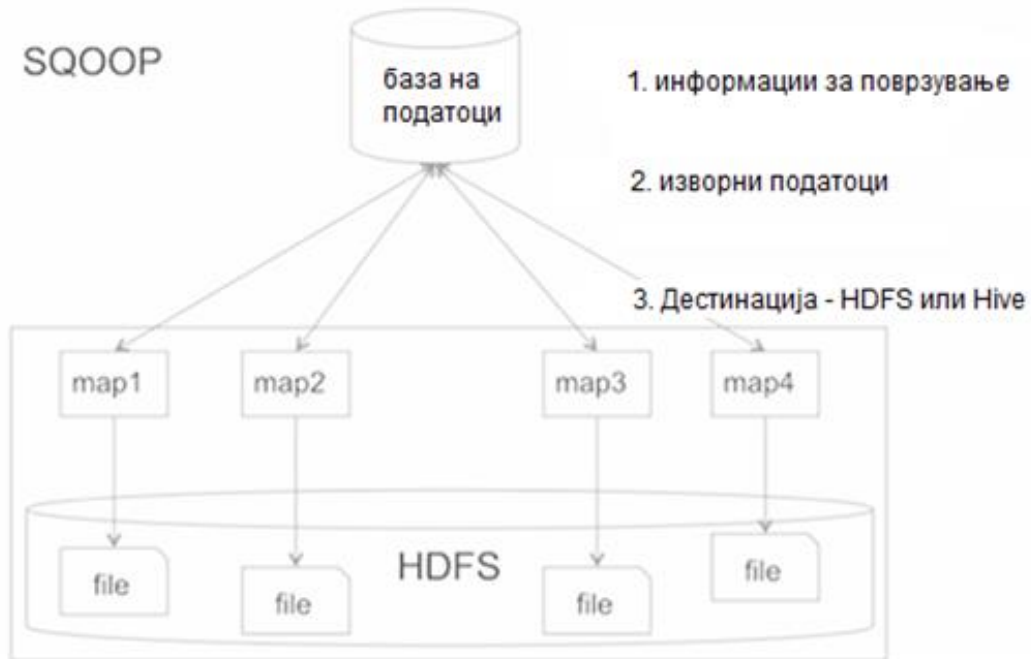 SQOOP
база на
податоци
1. информации за поврзување
2. изворни податоци
3. Дестинација - HDFS или Hive
map1
map2
map3
map4
HDFS
file
file
file
file